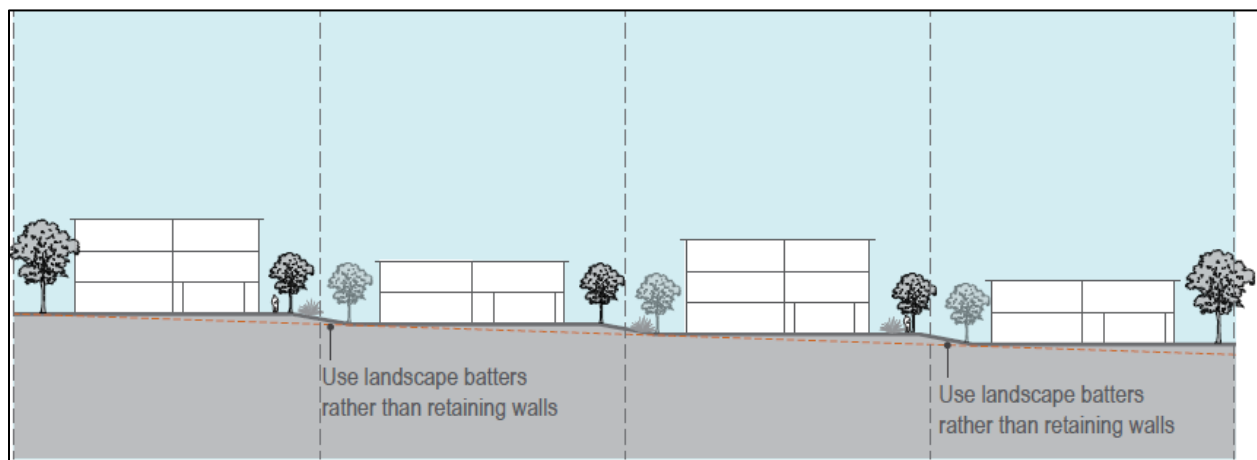 Use landscape batters
rather than retaining walls
Use landscape batters
rather than retaining walls